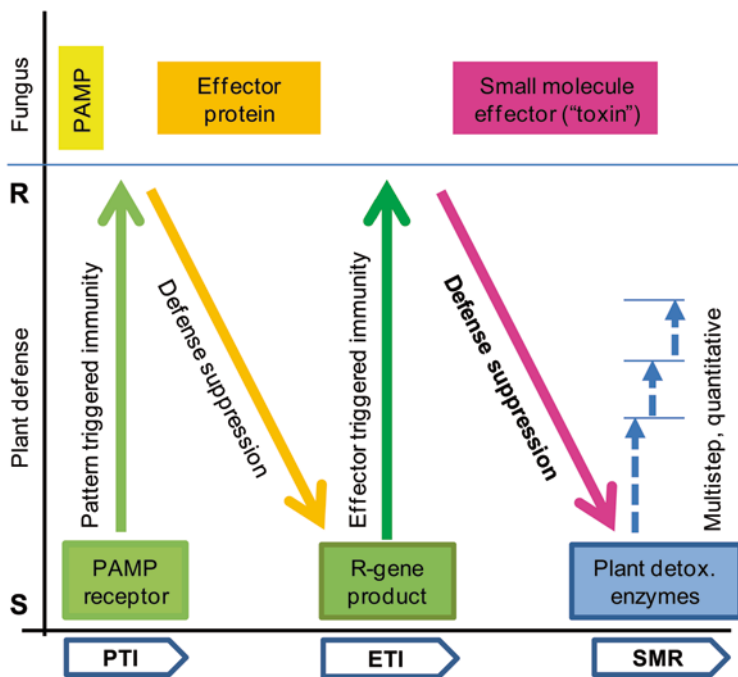 Fungus
PAMP
Effector
protein
Small molecule
effector (“toxin”)
R
Plant defense
S
Pattern triggered immunity
Defense suppression
Effector triggered immunity
Defense suppression
Multistep, quantitative
PAMP
receptor
R-gene
product
Plant detox.
enzymes
PTI
ETI
SMR